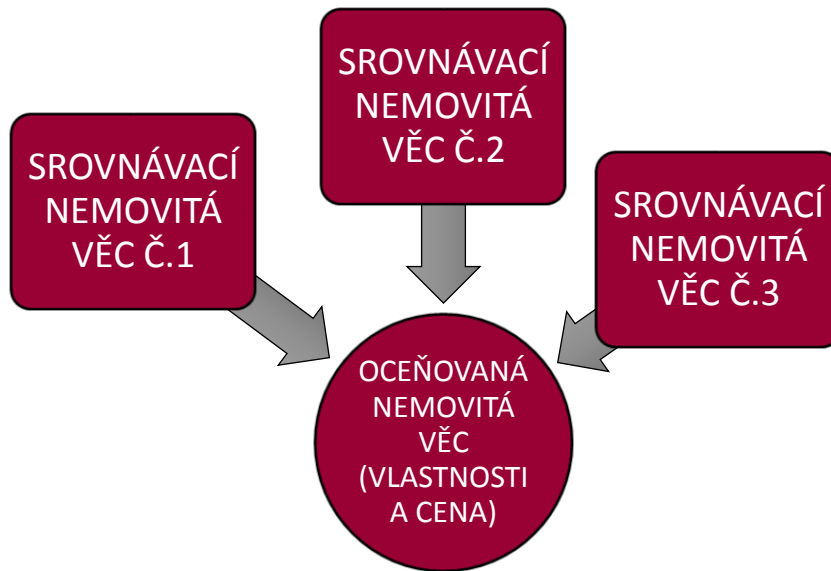 SROVNÁVACÍ
NEMOVITÁ
VĚC Č.1
SROVNÁVACÍ
NEMOVITÁ
VĚC Č.2
SROVNÁVACÍ
NEMOVITÁ
VĚC Č.3
OCEŇOVANÁ
NEMOVITÁ
VĚC
(VLASTNOSTI
A CENA)